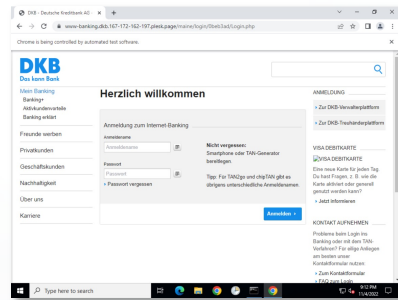 DKB - Deutsche Kreditbank AG -
www-banking.dkb.167-172-162-197.plesk.page/maine/login/
Chrome is being controlled by automated test software.
DKB
Das kann Bank
Mein Banking
Banking+
Aktivkundenvorteile
Banking erklärt
Freunde werben
Privatkunden
Geschäftskunden
Nachhaltigkeit
Über uns
Karriere
Herzlich willkommen
Anmeldung zum Internet-Banking
Anmeldename
Anmeldename
Passwort
Passwort
› Passwort vergessen
Nicht vergessen:
Smartphone oder TAN-Generator
bereitlegen
Tipp: Für TAN2go und chipTAN gibt es
übrigens unterschiedliche Anmeldenamen
Anmelden ›
ANMELDUNG
› Zur DKB-Verwalterplattform
› Zur DKB-Treuhänderplattform
VISA DEBITKARTE
VISA DEBITKARTE
Eine neue Karte für jeden Tag.
Du hast Fragen, z. B. wie die
Karte aktiviert oder generell
genutzt werden kann?
› Jetzt informieren
KONTAKT AUFNEHMEN
Probleme beim Login ins
Banking oder mit dem TAN-
Verfahren? Für eilige Anliegen
am besten unser
Kontaktformular nutzen
› Zum Kontaktformular
› FAQ zum Login
Type here to search
9:12 PM
11/4/2022